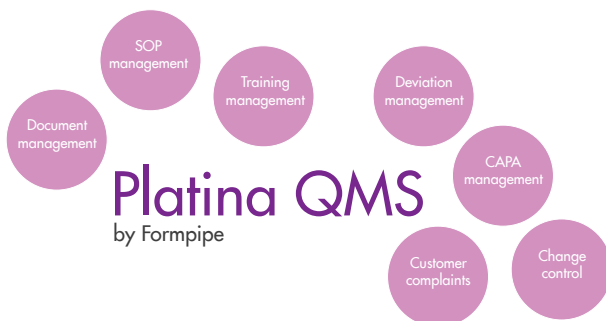 SOP
management
Training
management
Deviation
management
Document
management
CAPA
management
Platina QMS
by Formpipe
Customer
complaints
Change
control